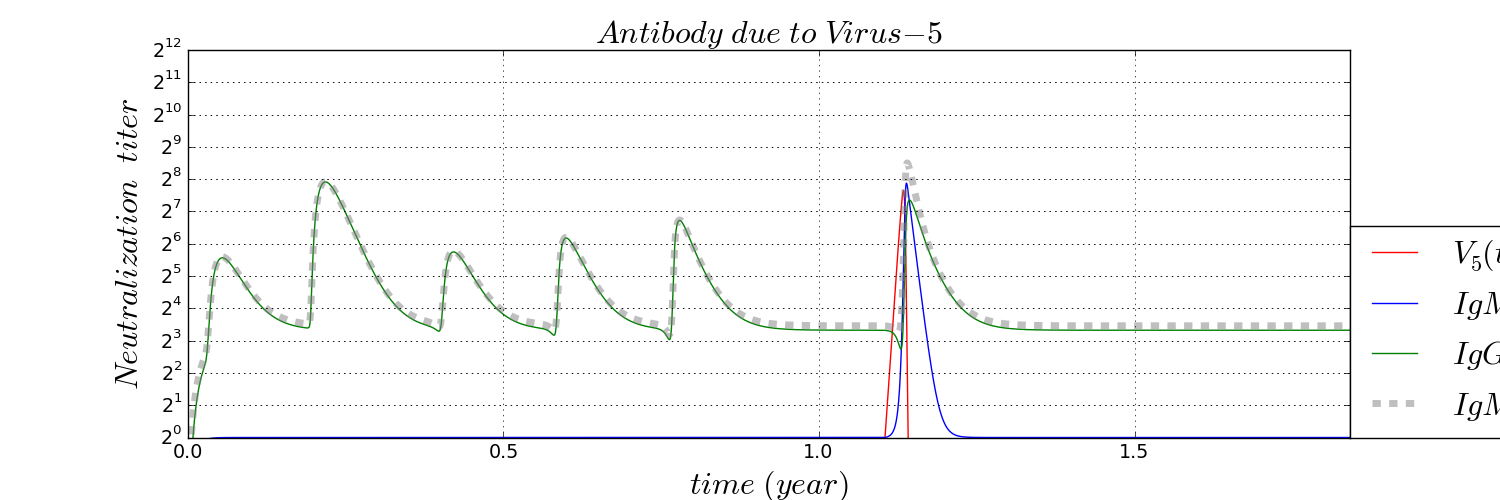 Antibody due to Virus−5
2^12
2^11
2^10
2^9
2^8
2^7
2^6
2^5
2^4
2^3
2^2
2^1
2^0
Neutralization titer
0.0 0.5 1.0 1.5
time (year)
V_5(t
IgM
IgG
IgM